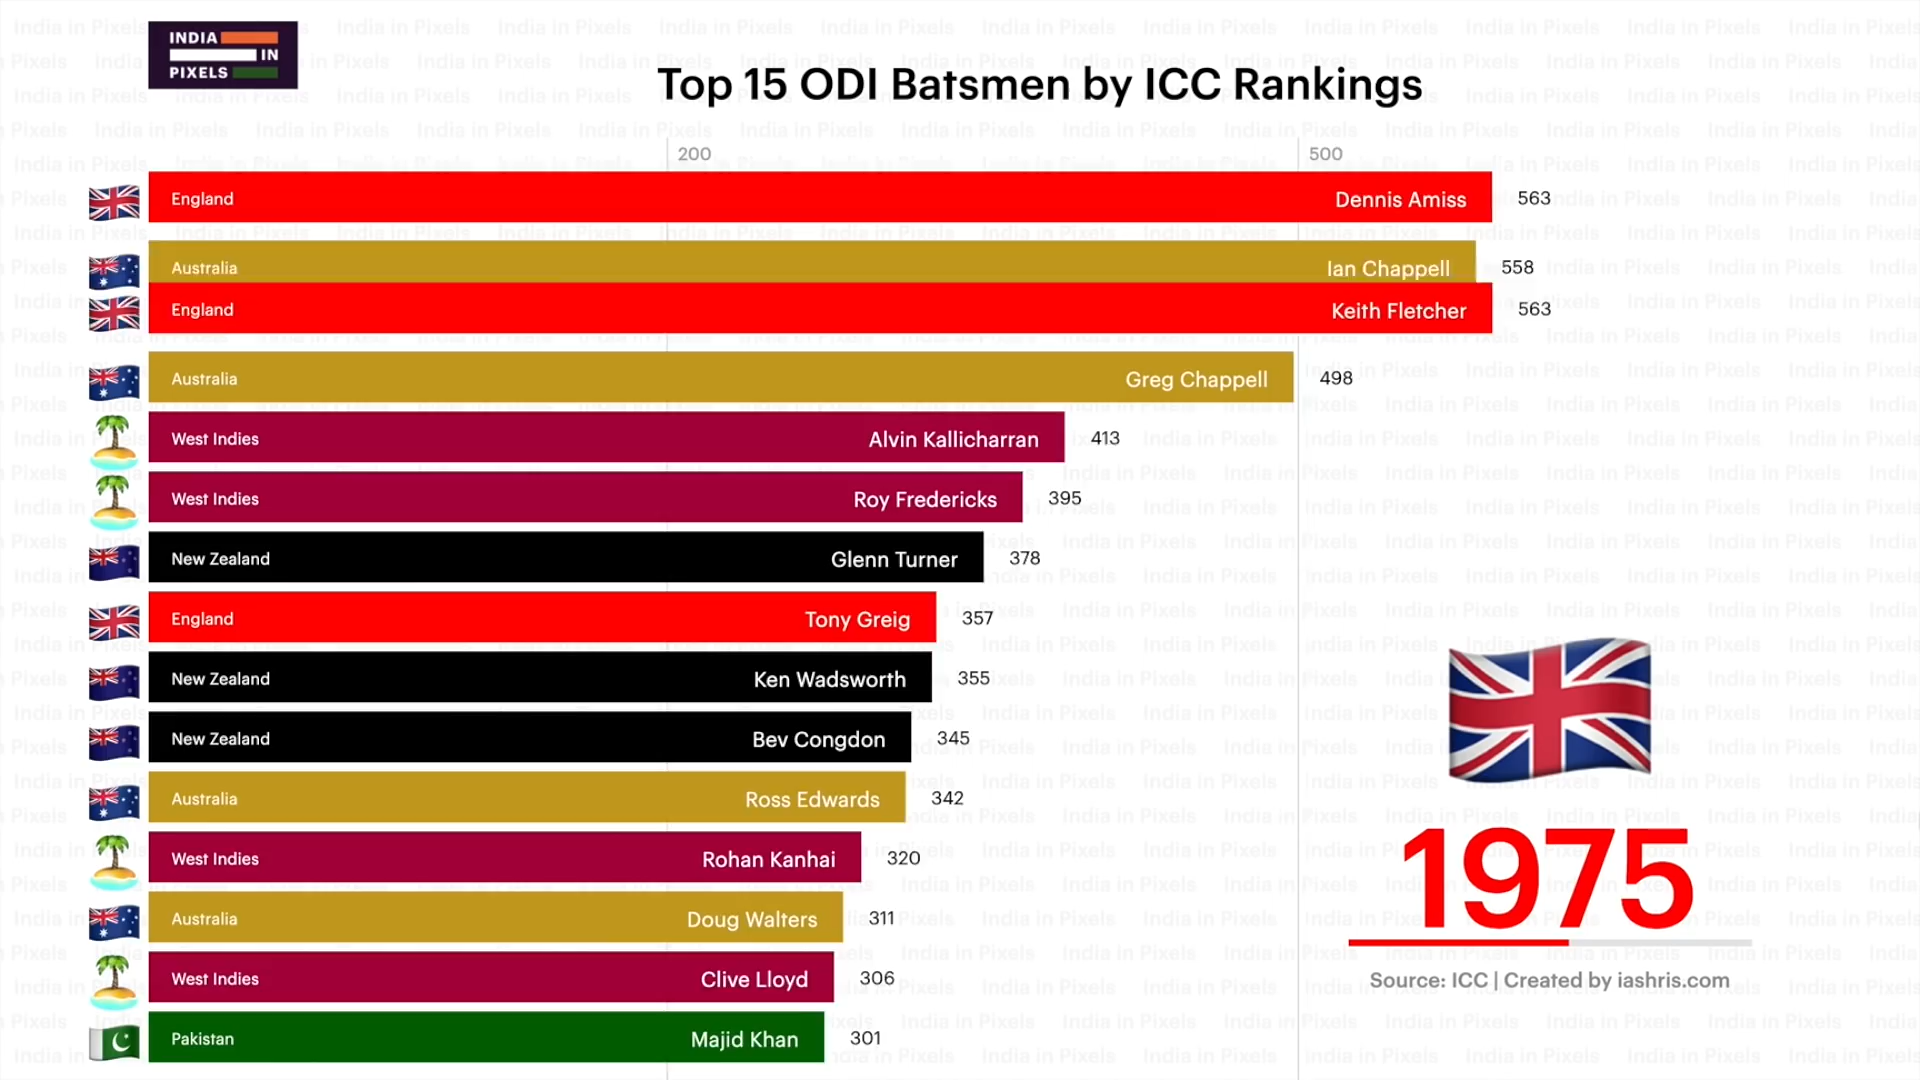 INDIA
IN
PIXELS
Top 15 ODI Batsmen by ICC Rankings
200 500
England Dennis Amiss 563
Australia Ian Chappell 558
England Keith Fletcher 563
Australia Greg Chappell 498
West Indies Alvin Kallicharran 413
West Indies Roy Fredericks 395
New Zealand Glenn Turner 378
England Tony Greig 357
New Zealand Ken Wadsworth 355
New Zealand Bev Congdon 345
Australia Ross Edwards 342
West Indies Rohan Kanhai 320
Australia Doug Walters 311
West Indies Clive Lloyd 306
Pakistan Majid Khan 301
1975
Source: ICC | Created by iashris.com
India in Pixels